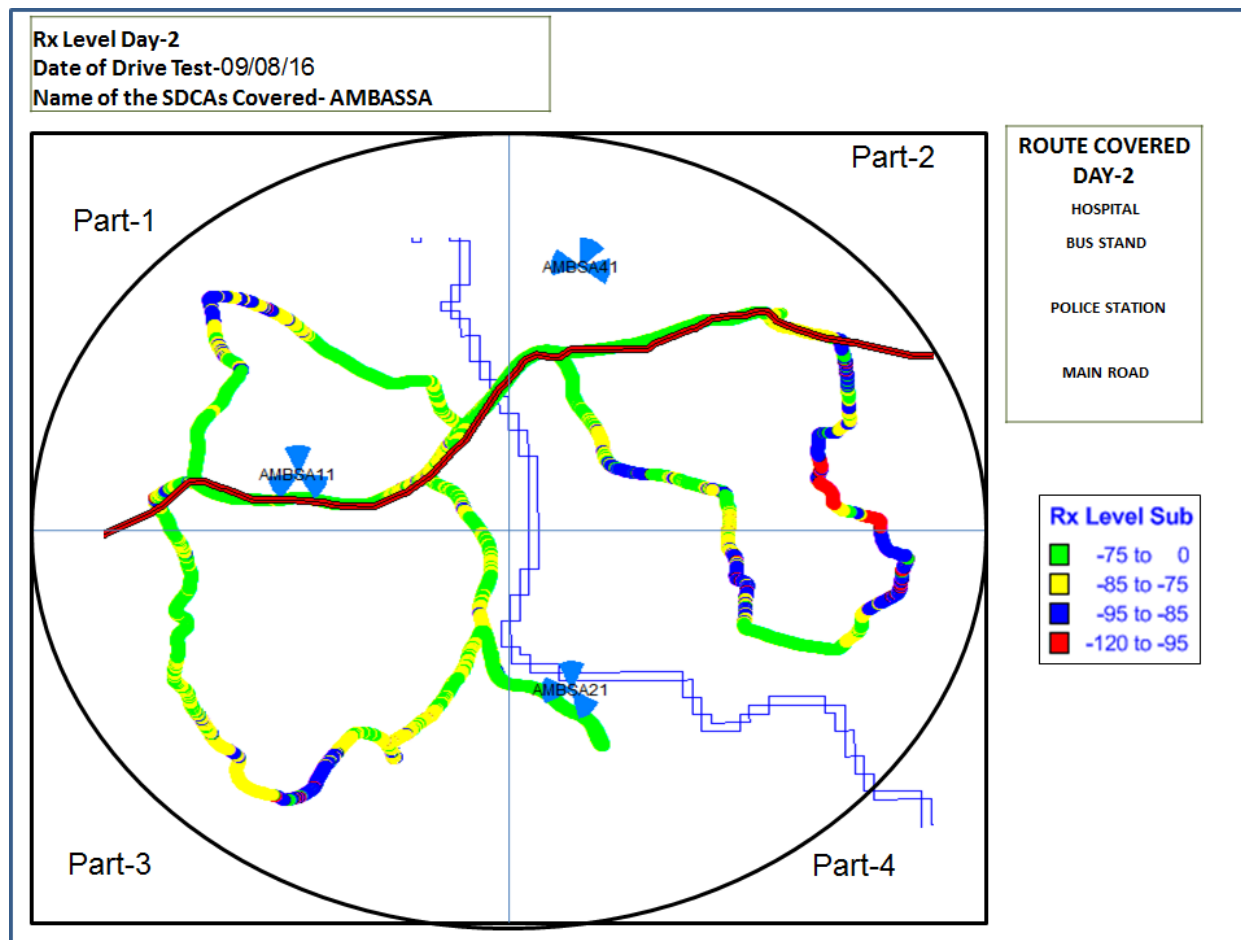 Rx Level Day-2
Date of Drive Test-09/08/16
Name of the SDCAs Covered- AMBASSA
Part-1
Part-2
AMBSA41
AMBSA11
AMBSA21
Part-3
Part-4
ROUTE COVERED
DAY-2
HOSPITAL
BUS STAND
POLICE STATION
MAIN ROAD
Rx Level Sub
-75 to 0
-85 to -75
-95 to -85
-120 to -95